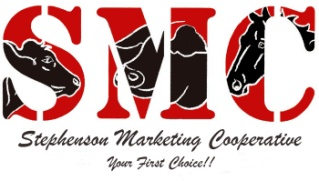 SMC
Stephenson Marketing Cooperative
Your First Choice!!